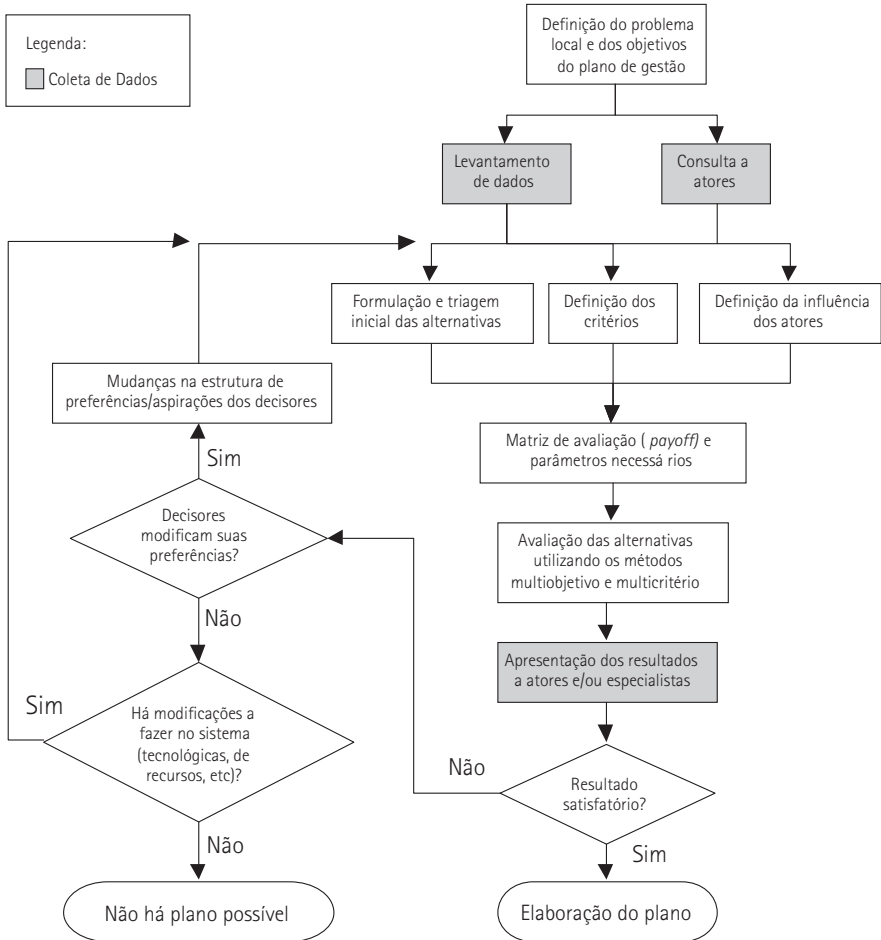 Legenda:
Coleta de Dados
Definição do problema
local e dos objetivos
do plano de gestão
Levantamento
de dados
Consulta a
atores
Formulação e triagem
inicial das alternativas
Definição dos
critérios
Definição da influência
dos atores
Mudanças na estrutura de
preferências/aspirações dos decisores
Matriz de avaliação ( payoff) e
parâmetros necessá rios
Sim
Decisores
modificam suas
preferências?
Avaliação das alternativas
utilizando os métodos
multiobjetivo e multicritério
Não
Apresentação dos resultados
a atores e/ou especialistas
Sim
Há modificações a
fazer no sistema
(tecnológicas, de
recursos, etc)?
Não
Resultado
satisfatório?
Não
Sim
Não há plano possível
Elaboração do plano